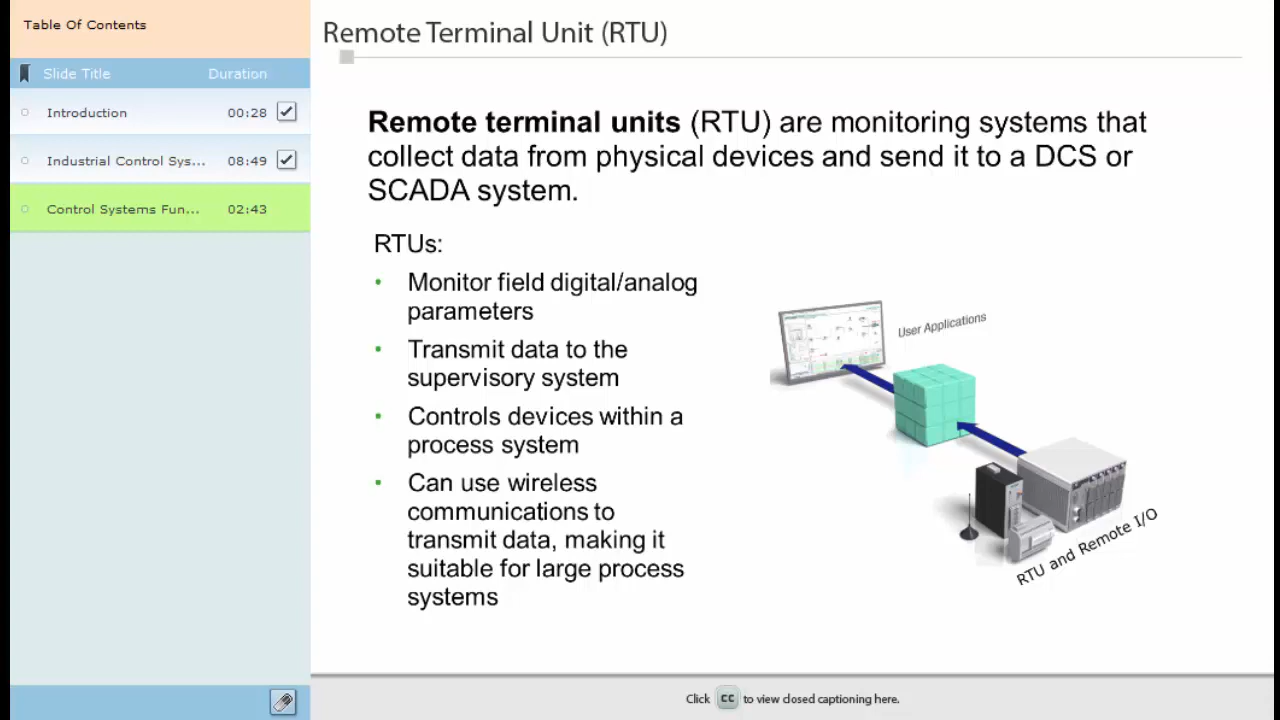 Table Of Contents
Slide Title Duration
Introduction 00:28
Industrial Control Sys... 08:49
Control Systems Fun... 02:43
Remote Terminal Unit (RTU)
Remote terminal units (RTU) are monitoring systems that
collect data from physical devices and send it to a DCS or
SCADA system.
RTUs:
• Monitor field digital/analog
parameters
• Transmit data to the
supervisory system
• Controls devices within a
process system
• Can use wireless
communications to
transmit data, making it
suitable for large process
systems
User Applications
RTU and Remote I/O
Click CC to view closed captioning here.